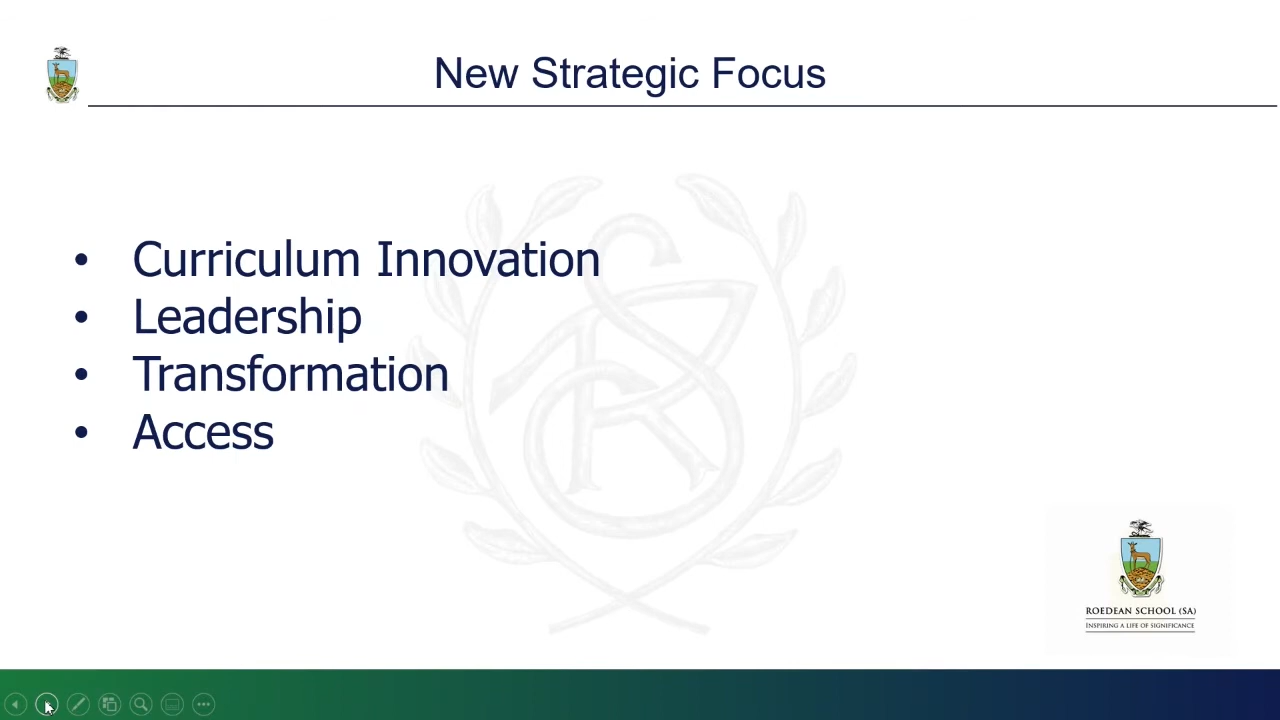 New Strategic Focus
• Curriculum Innovation
• Leadership
• Transformation
• Access
ROEDEAN SCHOOL (SA)
INSPIRING A LIFE OF SIGNIFICANCE